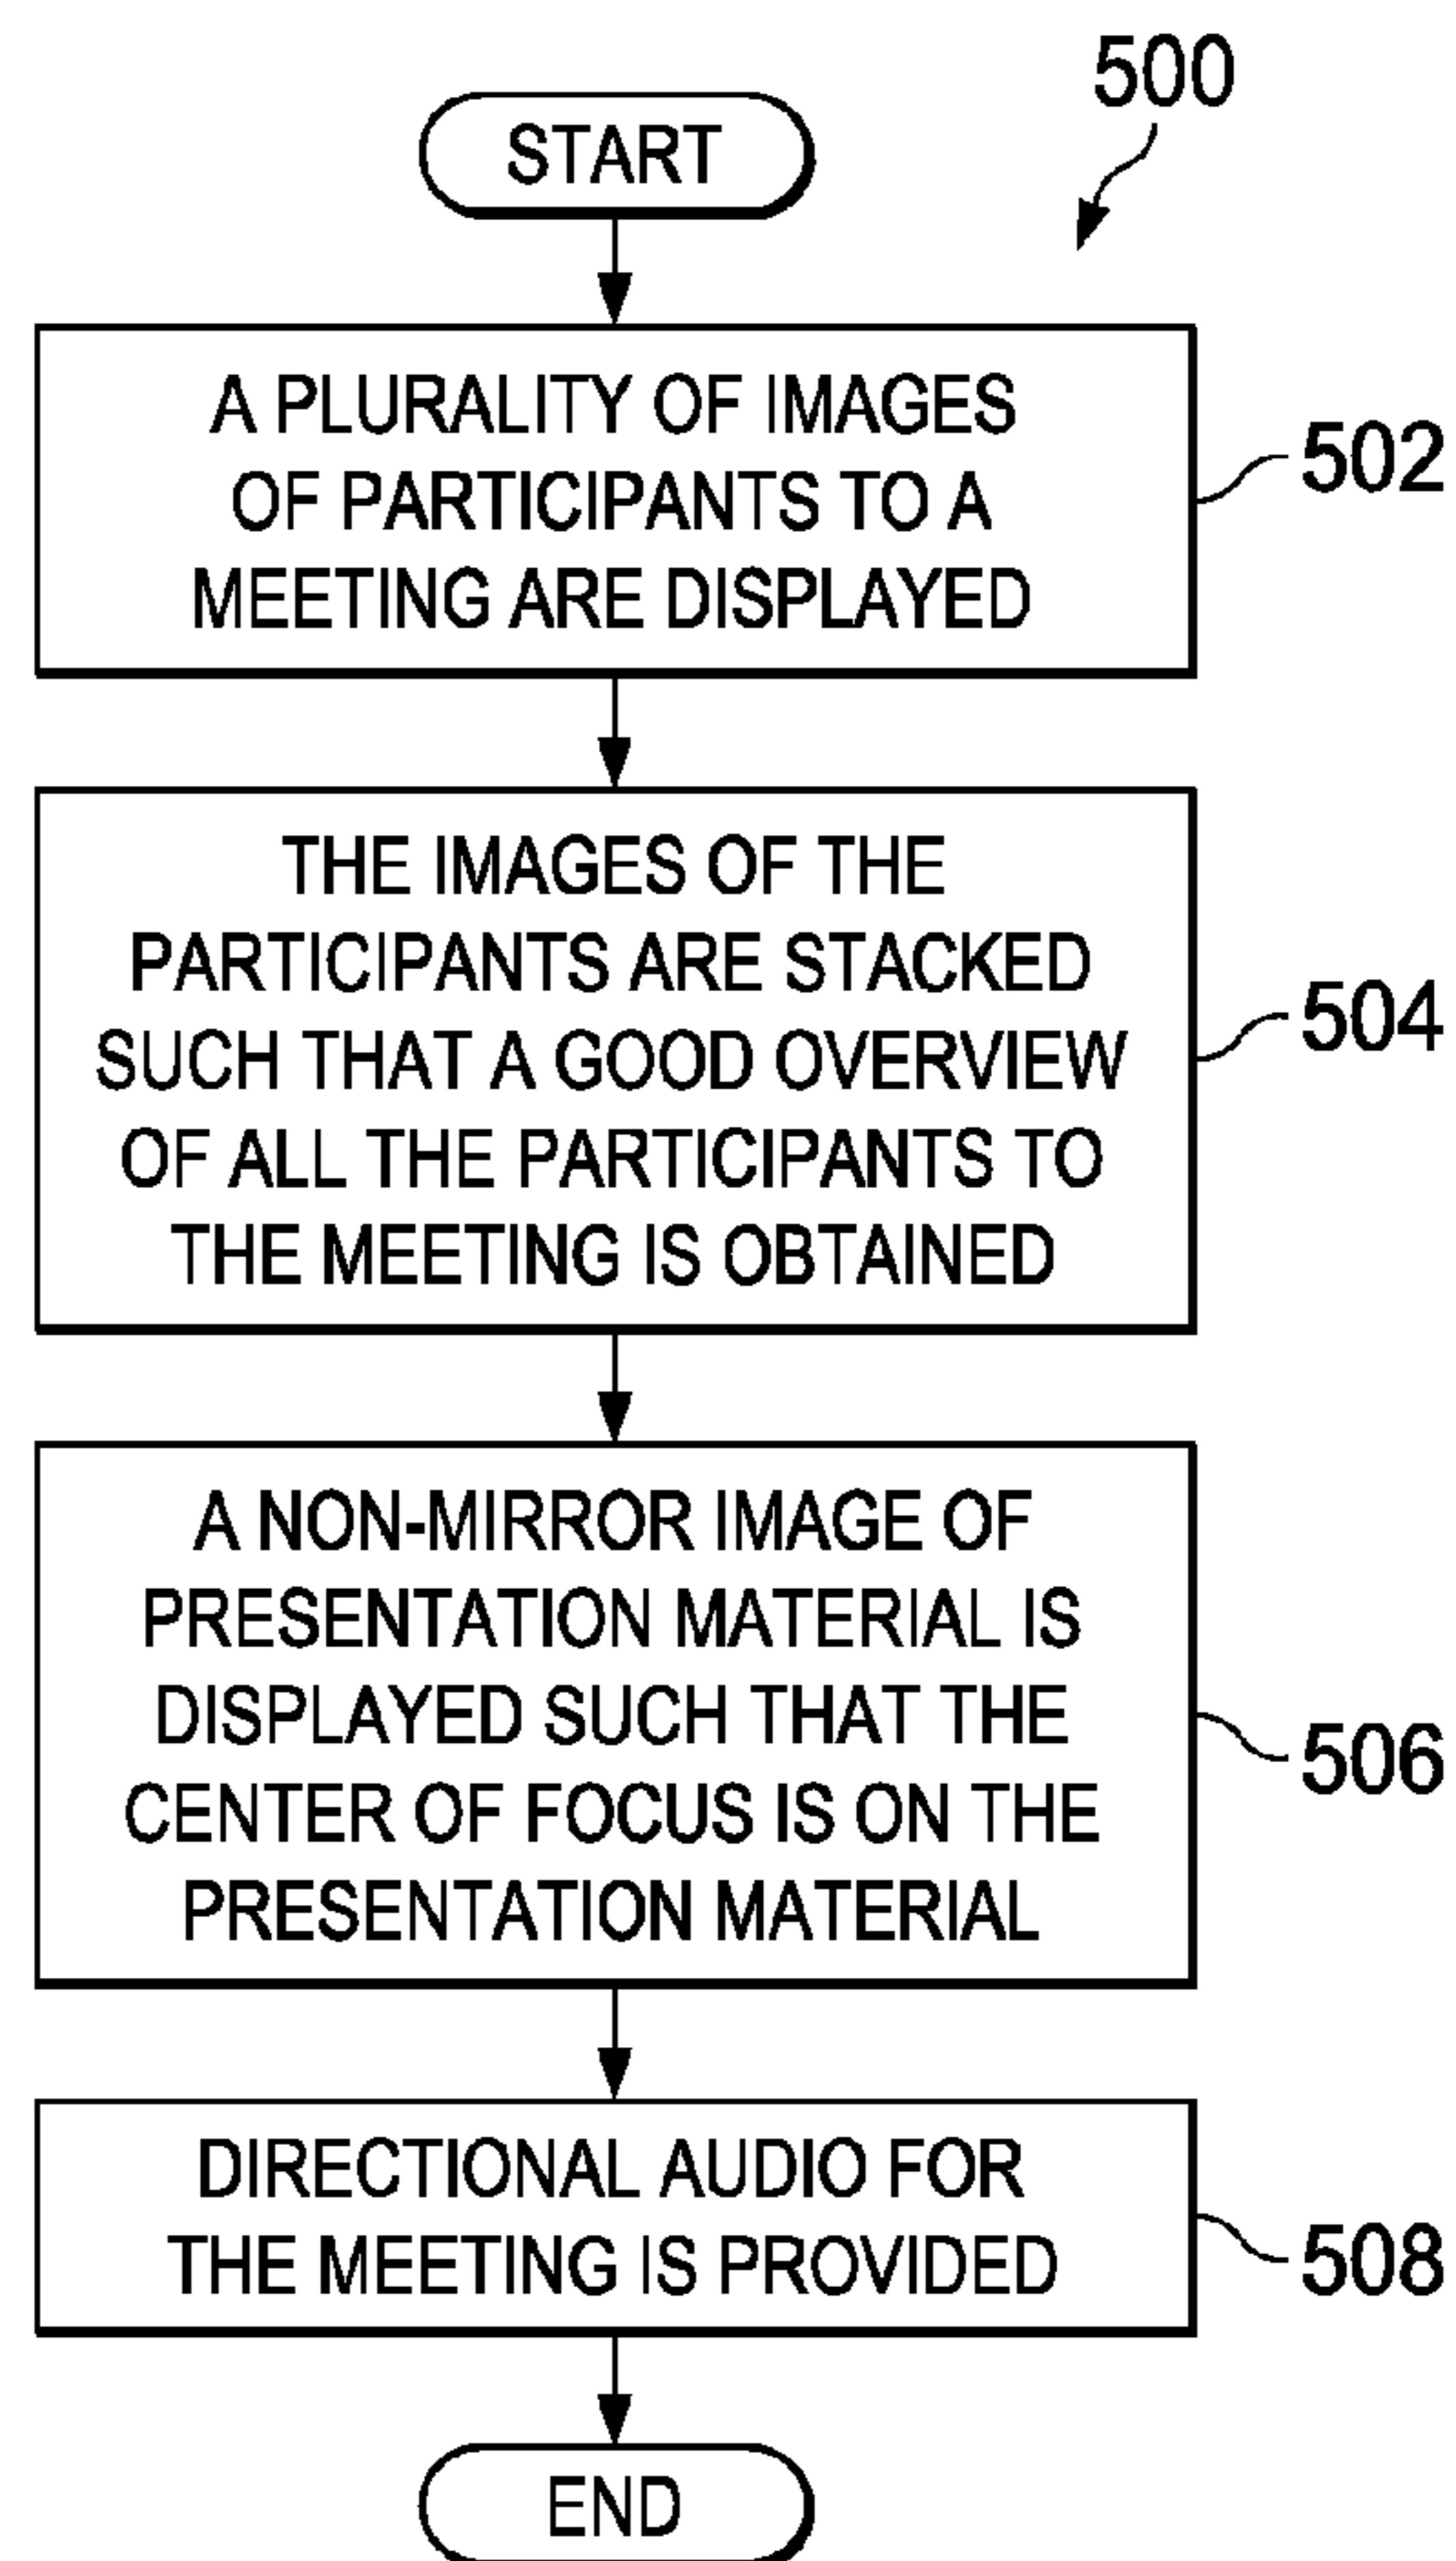 500
START
A PLURALITY OF IMAGES
OF PARTICIPANTS TO A
MEETING ARE DISPLAYED
502
THE IMAGES OF THE
PARTICIPANTS ARE STACKED
SUCH THAT A GOOD OVERVIEW
OF ALL THE PARTICIPANTS TO
THE MEETING IS OBTAINED
504
A NON-MIRROR IMAGE OF
PRESENTATION MATERIAL IS
DISPLAYED SUCH THAT THE
CENTER OF FOCUS IS ON THE
PRESENTATION MATERIAL
506
DIRECTIONAL AUDIO FOR
THE MEETING IS PROVIDED
508
END